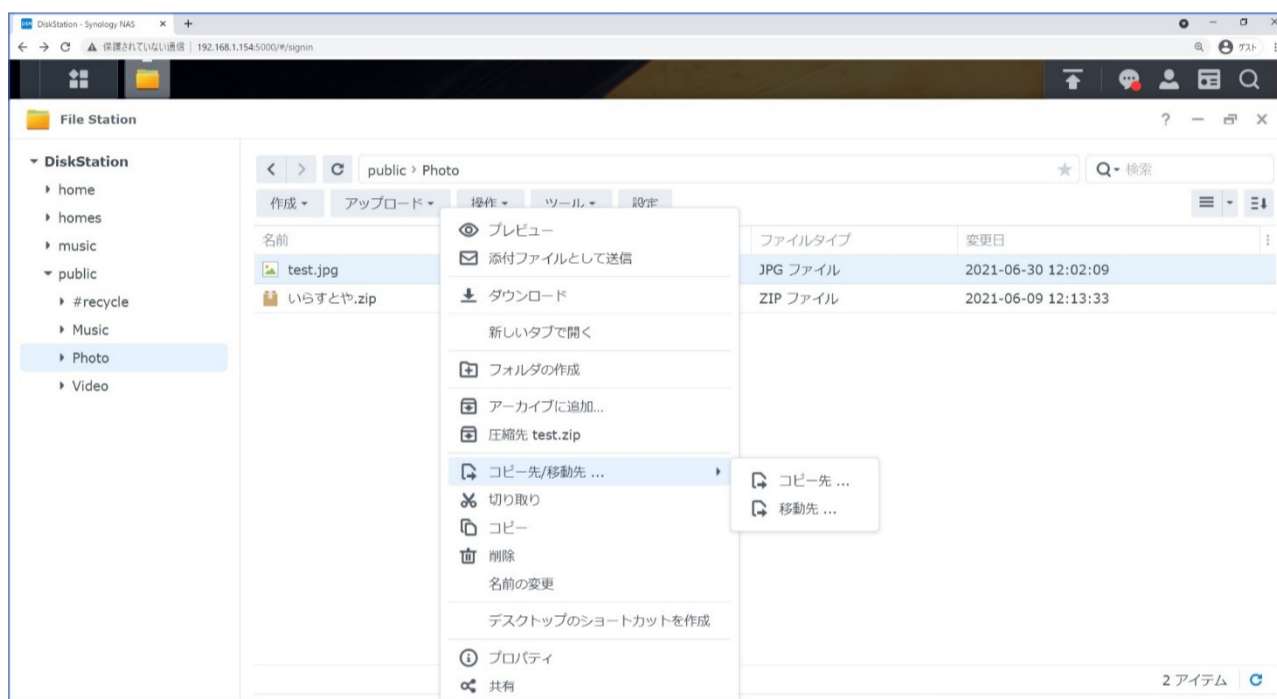 DiskStation - Synology NAS
保護されていない通信 | 192.168.1.154:5000/#/signin
ゲスト
File Station
DiskStation
home
homes
music
public
#recycle
Music
Photo
Video
public > Photo
検索
作成 アップロード 操作 ツール 設定
名前 ファイルタイプ 変更日
test.jpg JPG ファイル 2021-06-30 12:02:09
いらすとや.zip ZIP ファイル 2021-06-09 12:13:33
プレビュー
添付ファイルとして送信
ダウンロード
新しいタブで開く
フォルダの作成
アーカイブに追加...
圧縮先 test.zip
コピー先/移動先 ...
コピー先 ...
移動先 ...
切り取り
コピー
削除
名前の変更
デスクトップのショートカットを作成
プロパティ
共有
2 アイテム